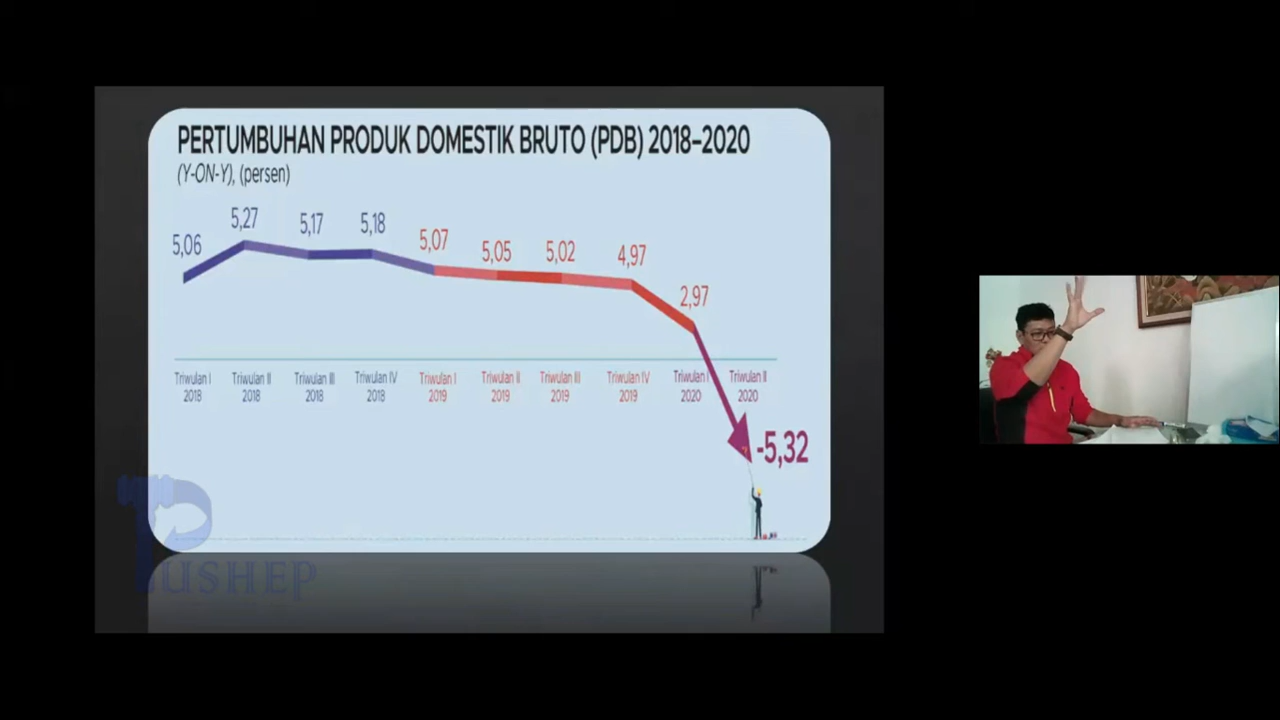 PERTUMBUHAN PRODUK DOMESTIK BRUTO (PDB) 2018–2020
(Y-ON-Y), (persen)
5,06
5,27
5,17
5,18
5,07
5,05
5,02
4,97
2,97
-5,32
Triwulan I
2018
Triwulan II
2018
Triwulan III
2018
Triwulan IV
2018
Triwulan I
2019
Triwulan II
2019
Triwulan III
2019
Triwulan IV
2019
Triwulan I
2020
Triwulan II
2020
PUSHEP